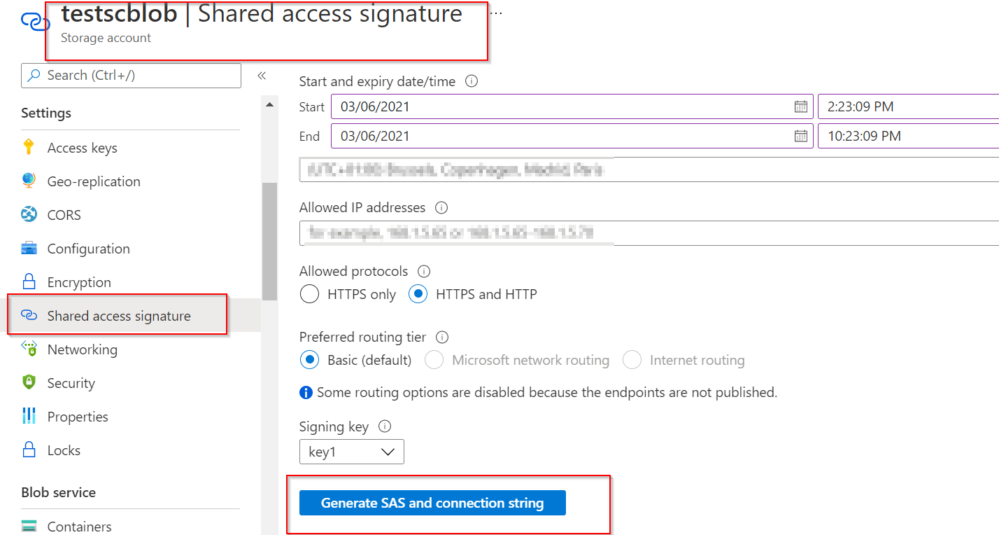 testscblob | Shared access signature ...
Storage account
Search (Ctrl+/)
«
Settings
Access keys
Geo-replication
CORS
Configuration
Encryption
Shared access signature
Networking
Security
Properties
Locks
Blob service
Containers
Start and expiry date/time
Start 03/06/2021 2:23:09 PM
End 03/06/2021 10:23:09 PM
Allowed IP addresses
Allowed protocols
HTTPS only HTTPS and HTTP
Preferred routing tier
Basic (default) Microsoft network routing Internet routing
Some routing options are disabled because the endpoints are not published.
Signing key
key1
Generate SAS and connection string